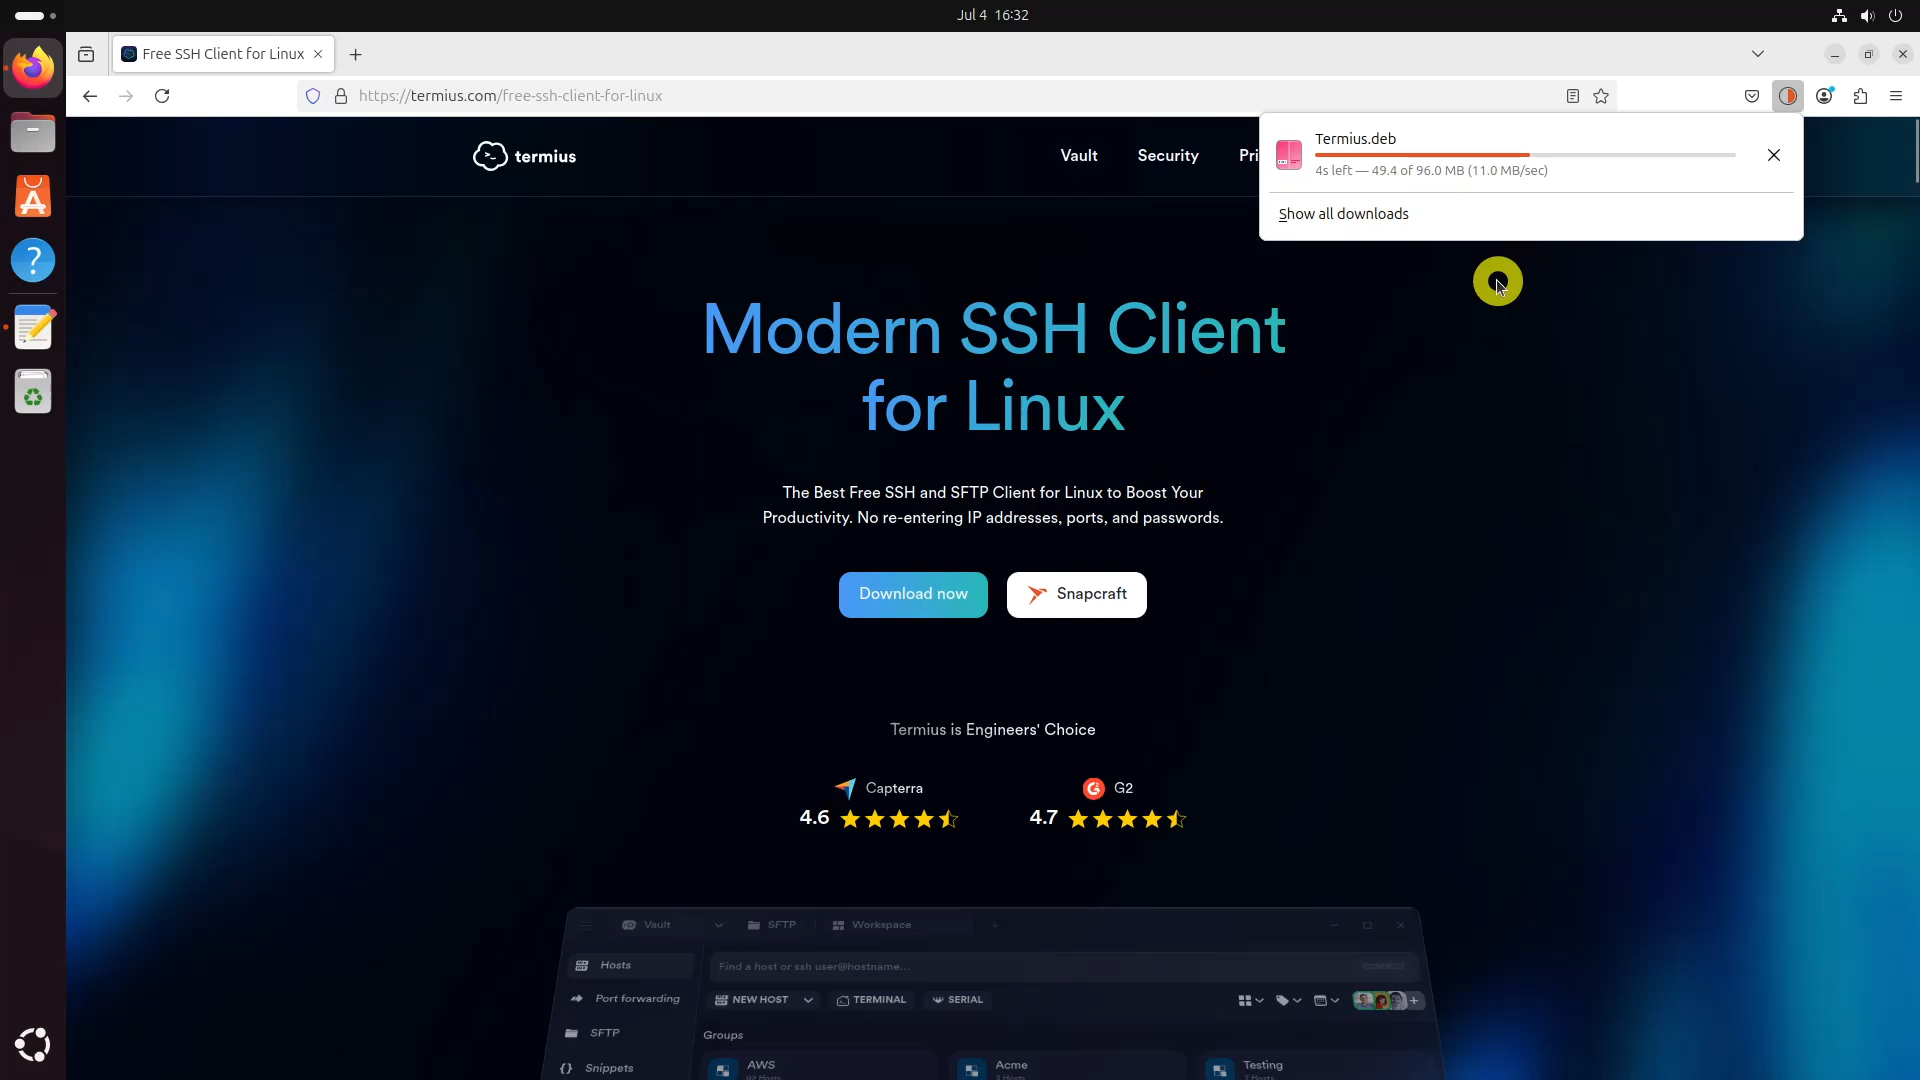 Jul 4 16:32
Free SSH Client for Linux
https://termius.com/free-ssh-client-for-linux
termius
Vault
Security
Pri
Termius.deb
4s left — 49.4 of 96.0 MB (11.0 MB/sec)
Show all downloads
Modern SSH Client
for Linux
The Best Free SSH and SFTP Client for Linux to Boost Your
Productivity. No re-entering IP addresses, ports, and passwords.
Download now
Snapcraft
Termius is Engineers' Choice
Capterra
4.6
G2
4.7
Vault
SFTP
Workspace
Hosts
Find a host or ssh user@hostname...
CONNECT
Port forwarding
NEW HOST
TERMINAL
SERIAL
SFTP
Groups
Snippets
AWS
Acme
Testing